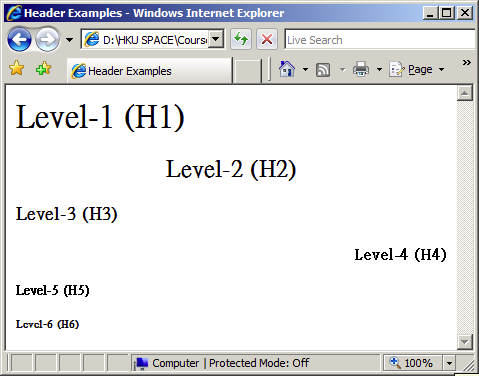 Header Examples - Windows Internet Explorer
D:\HKU SPACE\Cours
Live Search
Header Examples
Page
Level-1 (H1)
Level-2 (H2)
Level-3 (H3)
Level-4 (H4)
Level-5 (H5)
Level-6 (H6)
Computer | Protected Mode: Off
100%